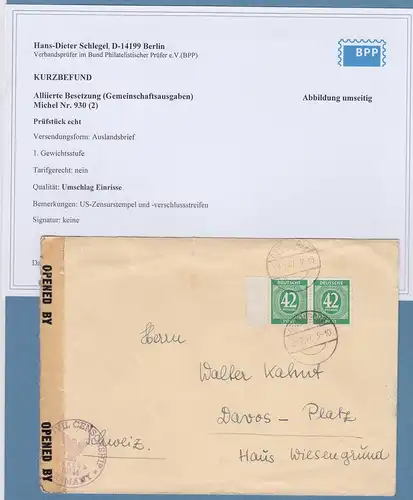 Hans-Dieter Schlegel, D-14199 Berlin
Verbandsprüfer im Bund Philatelistischer Prüfer e.V.(BPP)
BPP
KURZBEFUND
Alliierte Besetzung (Gemeinschaftsausgaben)
Michel Nr. 930 (2)
Abbildung umseitig
Prüfstück echt
Versendungsform: Auslandsbrief
1. Gewichtsstufe
Tarifgerecht: nein
Qualität: Umschlag Einrisse
Bemerkungen: US-Zensurstempel und -verschlussstreifen
Signatur: keine
OPENED BY
DEUTSCHE DEUTSCHE
42 42
Herrn
Walter Kahnt
Davos - Platz
Haus Wiesengrund
Schweiz.
CIVIL CENSORSHIP
OPENED BY